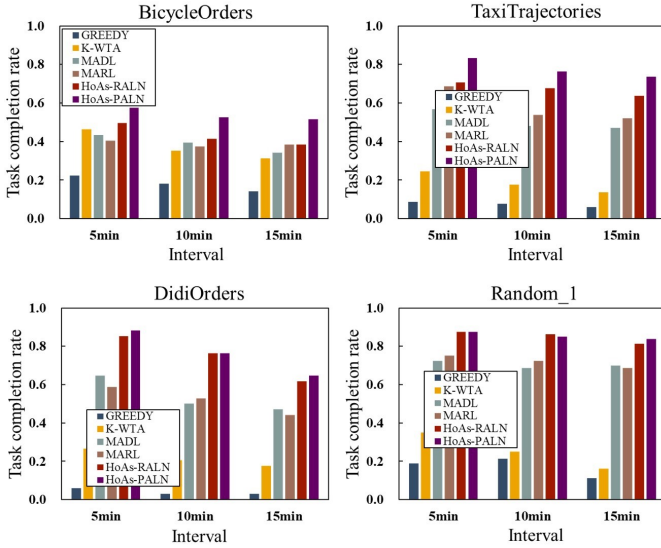 BicycleOrders
Task completion rate
1.0
0.8
0.6
0.4
0.2
0.0
GREEDY
K-WTA
MADL
MARL
HoAs-RALN
HoAs-PALN
5min
10min
15min
Interval
TaxiTrajectories
Task completion rate
1.0
0.8
0.6
0.4
0.2
0.0
GREEDY
K-WTA
MADL
MARL
HoAs-RALN
HoAs-PALN
5min
10min
15min
Interval
DidiOrders
Task completion rate
1.0
0.8
0.6
0.4
0.2
0.0
GREEDY
K-WTA
MADL
MARL
HoAs-RALN
HoAs-PALN
5min
10min
15min
Interval
Random_1
Task completion rate
1.0
0.8
0.6
0.4
0.2
0.0
GREEDY
K-WTA
MADL
MARL
HoAs-RALN
HoAs-PALN
5min
10min
15min
Interval